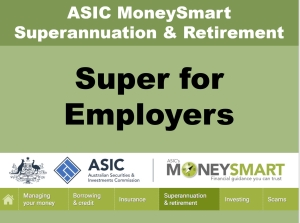 ASIC MoneySmart
Superannuation & Retirement
Super for
Employers
ASIC
Australian Securities &
Investments Commission
ASIC's
MONEYSMART
Financial guidance you can trust
Managing
your money
Borrowing
& credit
Insurance
Superannuation
& retirement
Investing
Scams